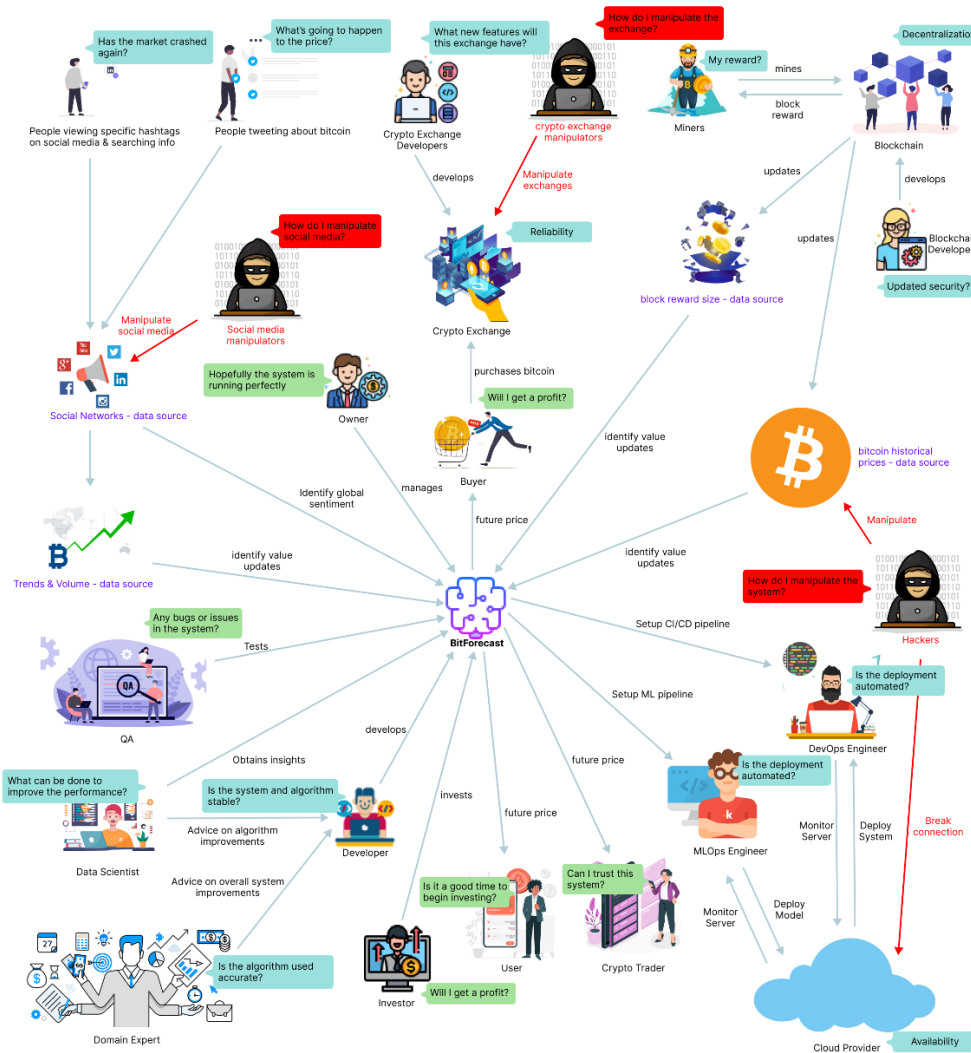 Has the market crashed
again?
What's going to happen
to the price?
What new features will
this exchange have?
How do I manipulate the
exchange?
My reward?
Decentralization
mines
block
reward
People viewing specific hashtags
on social media & searching info
People tweeting about bitcoin
Crypto Exchange
Developers
crypto exchange
manipulators
Miners
Blockchain
develops
Manipulate
exchanges
updates
develops
How do I manipulate
social media?
Reliability
updates
Blockchain
Develope
Updated security?
block reward size - data source
Manipulate
social media
Social media
manipulators
Crypto Exchange
Hopefully the system is
running perfectly
purchases bitcoin
Will I get a profit?
Social Networks - data source
Owner
identify value
updates
bitcoin historical
prices - data source
Buyer
Identify global
sentiment
manages
future price
Manipulate
Trends & Volume - data source
identify value
updates
identify value
updates
How do I manipulate the
system?
Any bugs or issues
in the system?
Tests
BitForecast
Setup CI/CD pipeline
Hackers
QA
Is the deployment
automated?
Setup ML pipeline
DevOps Engineer
QA
develops
Obtains insights
future price
Is the deployment
automated?
What can be done to
improve the performance?
Is the system and algorithm
stable?
invests
future price
Advice on algorithm
improvements
Developer
MLOps Engineer
Monitor
Server
Deploy
System
Break
connection
Data Scientist
Advice on overall system
improvements
Is it a good time to
begin investing?
Can I trust this
system?
Monitor
Server
Deploy
Model
27
Is the algorithm used
accurate?
User
Crypto Trader
Investor
Will I get a profit?
Domain Expert
Cloud Provider
Availability